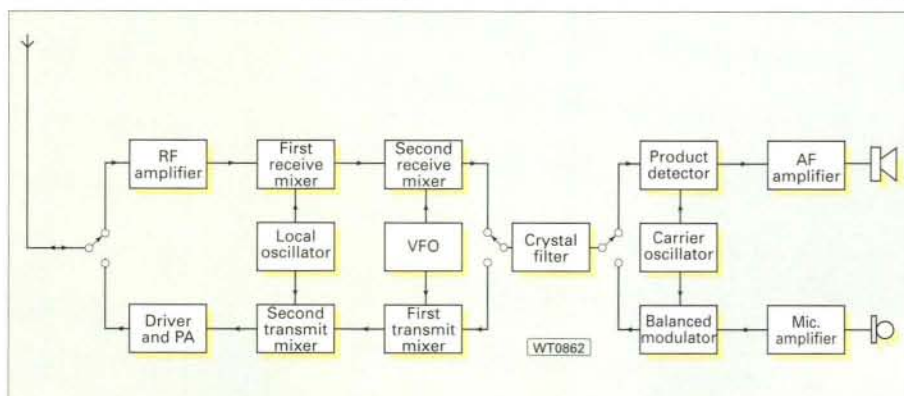 RF
amplifier
First
receive
mixer
Second
receive
mixer
Product
detector
AF
amplifier
Local
oscillator
VFO
Crystal
filter
Carrier
oscillator
Driver
and PA
Second
transmit
mixer
First
transmit
mixer
WT0862
Balanced
modulator
Mic.
amplifier